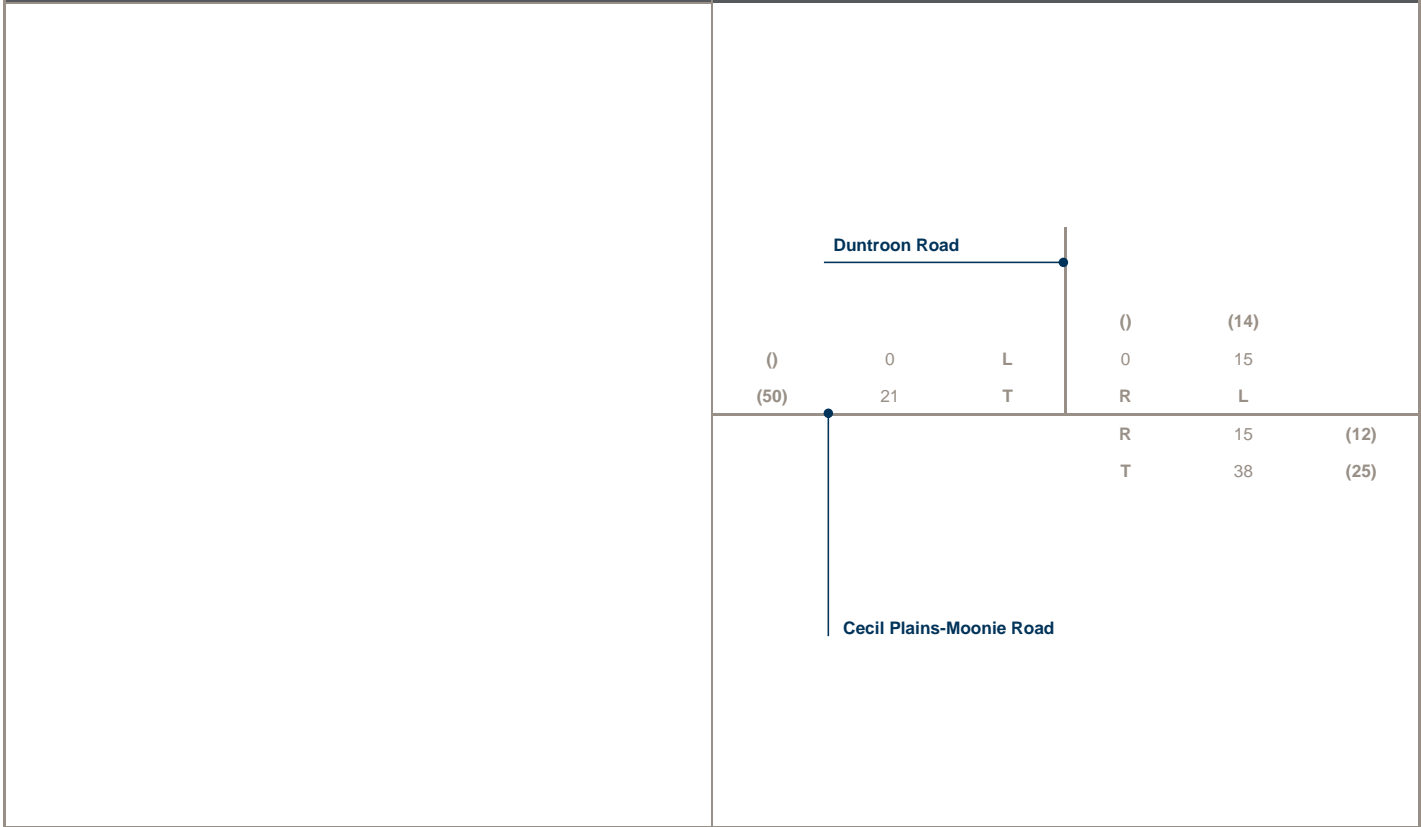 Duntroon Road
() (14)
() 0 L 0 15
(50) 21 T R L
R 15 (12)
T 38 (25)
Cecil Plains-Moonie Road